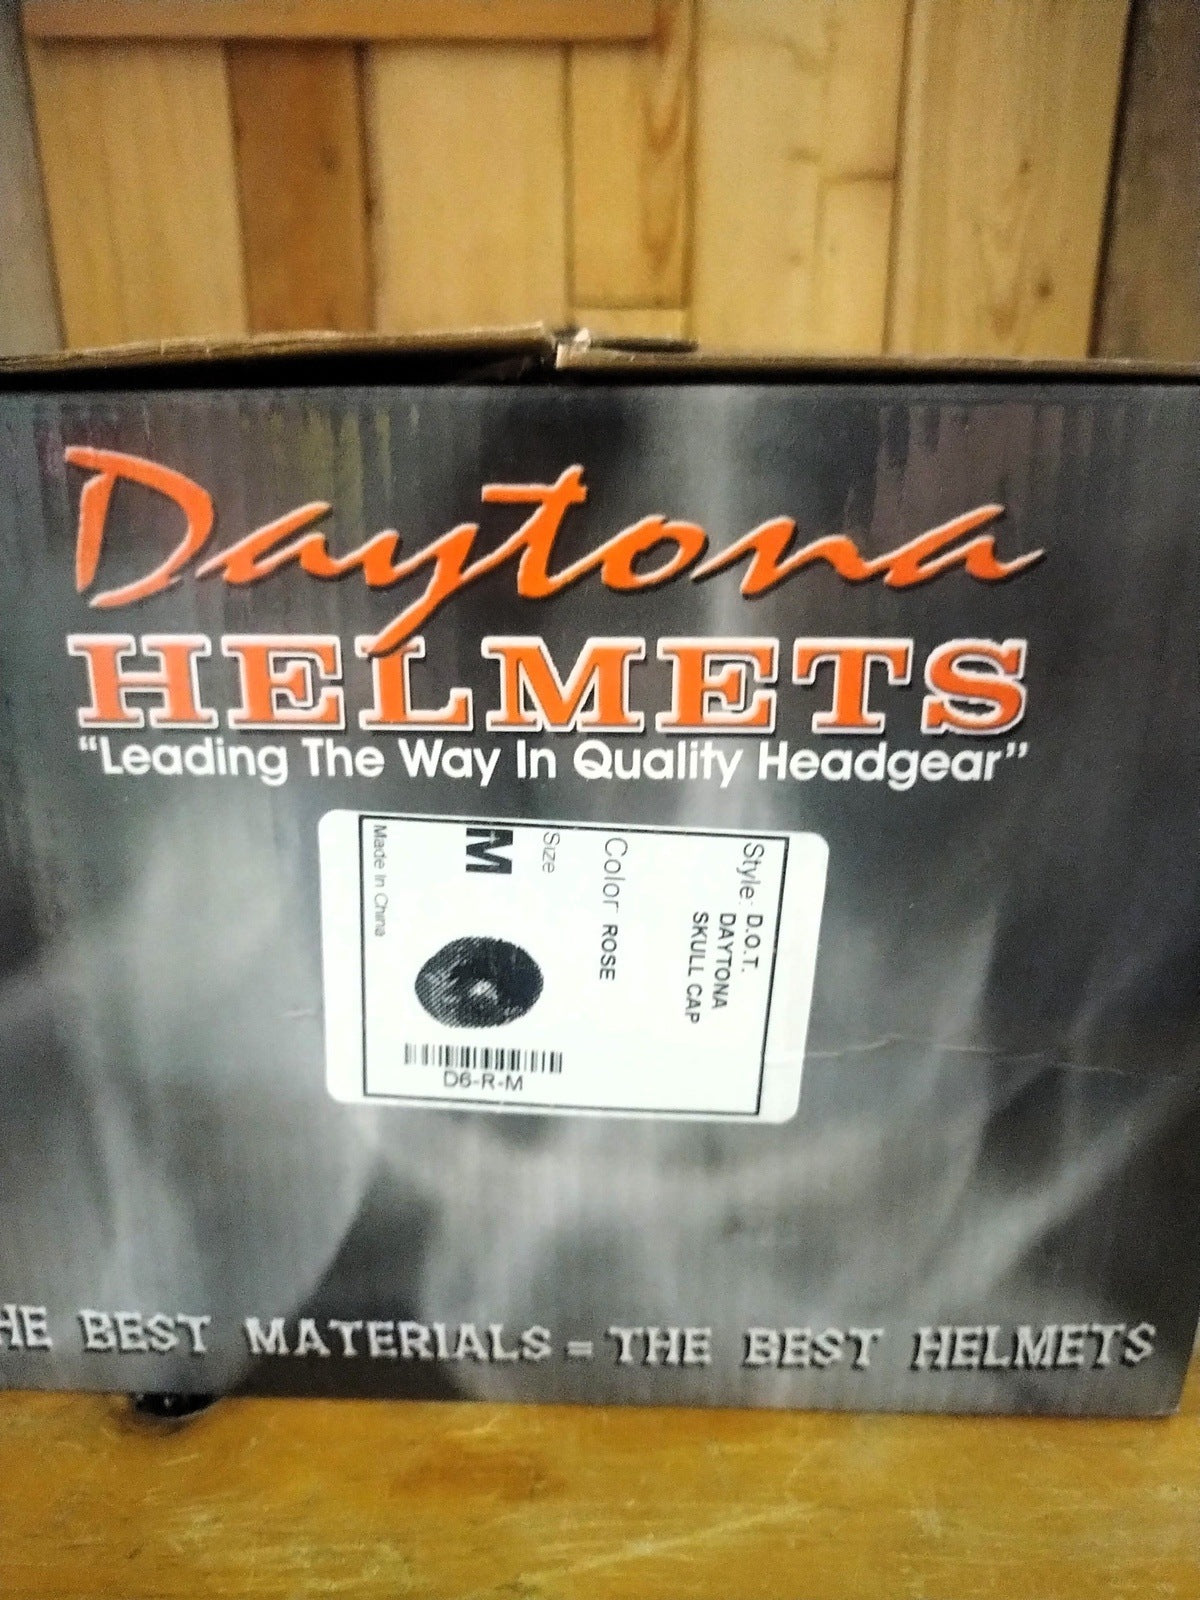 Daytona
HELMETS
“Leading The Way In Quality Headgear”
Style: D.O.T.
DAYTONA
SKULL CAP
Color ROSE
Size
M
D6-R-M
Made In China
HE BEST MATERIALS = THE BEST HELMETS